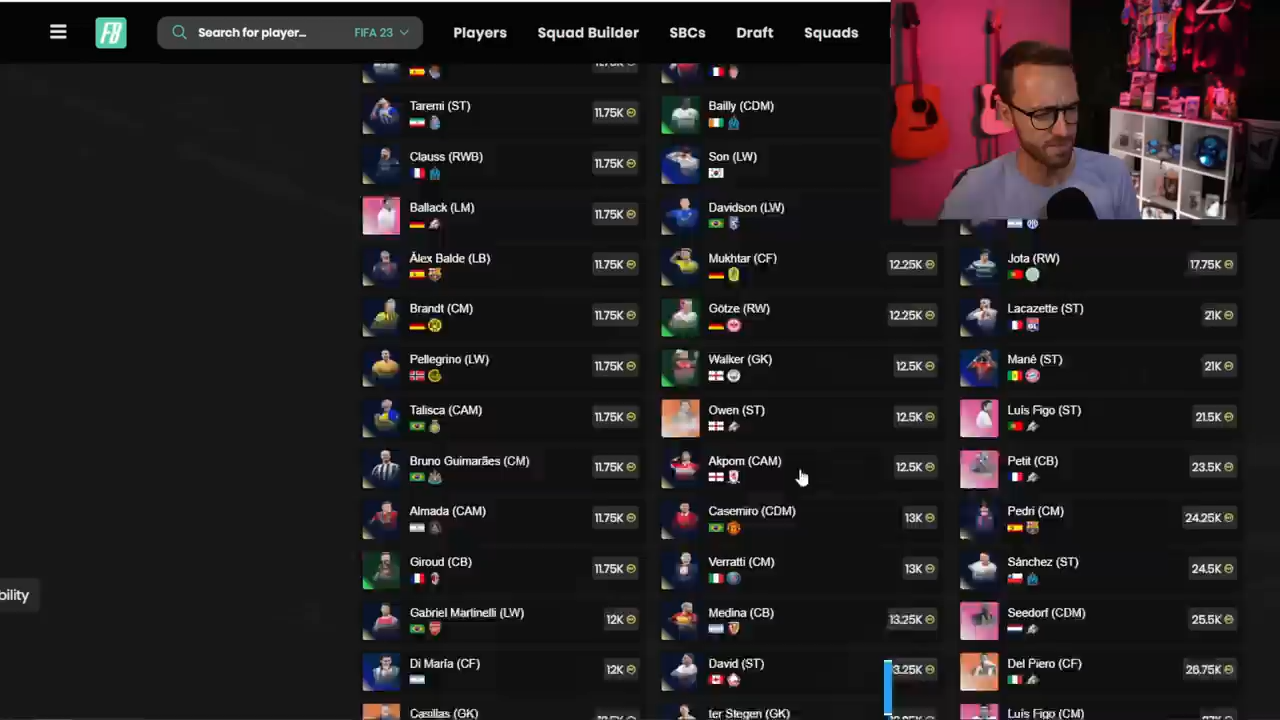 FB
Search for player...
FIFA 23
Players
Squad Builder
SBCs
Draft
Squads
Taremi (ST)
11.75K
Clauss (RWB)
11.75K
Ballack (LM)
11.75K
Álex Balde (LB)
11.75K
Brandt (CM)
11.75K
Pellegrino (LW)
11.75K
Talisca (CAM)
11.75K
Bruno Guimarães (CM)
11.75K
Almada (CAM)
11.75K
Giroud (CB)
11.75K
Gabriel Martinelli (LW)
12K
Di María (CF)
12K
Casillas (GK)
Bailly (CDM)
Son (LW)
Davidson (LW)
Mukhtar (CF)
12.25K
Götze (RW)
12.25K
Walker (GK)
12.5K
Owen (ST)
12.5K
Akpom (CAM)
12.5K
Casemiro (CDM)
13K
Verratti (CM)
13K
Medina (CB)
13.25K
David (ST)
3.25K
ter Stegen (GK)
Jota (RW)
17.75K
Lacazette (ST)
21K
Mané (ST)
21K
Luís Figo (ST)
21.5K
Petit (CB)
23.5K
Pedri (CM)
24.25K
Sánchez (ST)
24.5K
Seedorf (CDM)
25.5K
Del Piero (CF)
26.75K
Luís Figo (CM)
bility